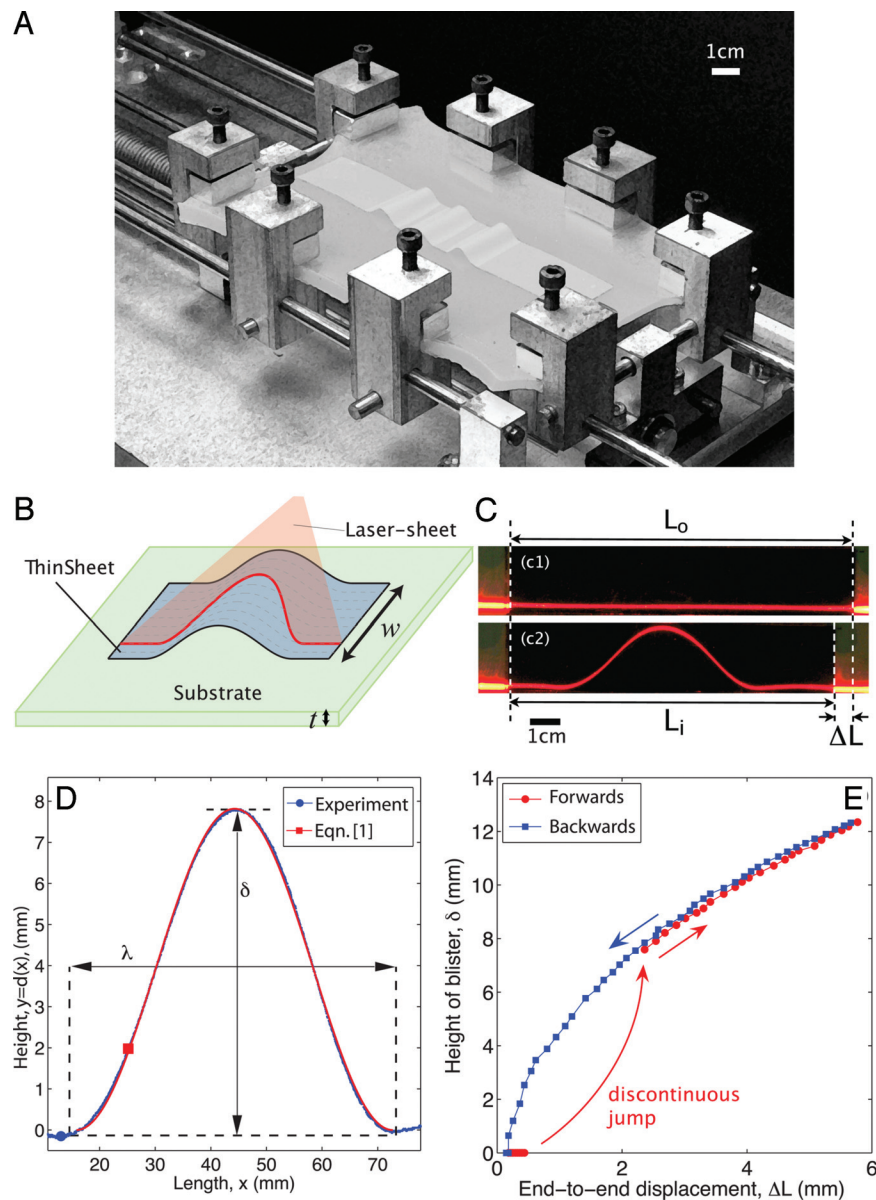 A
1cm
B
Laser-sheet
ThinSheet
w
Substrate
t
C
Lo
(c1)
(c2)
Li
1cm
ΔL
D
Experiment
Eqn. [1]
δ
λ
8
7
6
5
4
3
2
1
0
20
30
40
50
60
70
Height, y=d(x), (mm)
Length, x (mm)
E
Forwards
Backwards
discontinuous
jump
14
12
10
8
6
4
2
0
0
2
4
6
Height of blister, δ (mm)
End-to-end displacement, ΔL (mm)